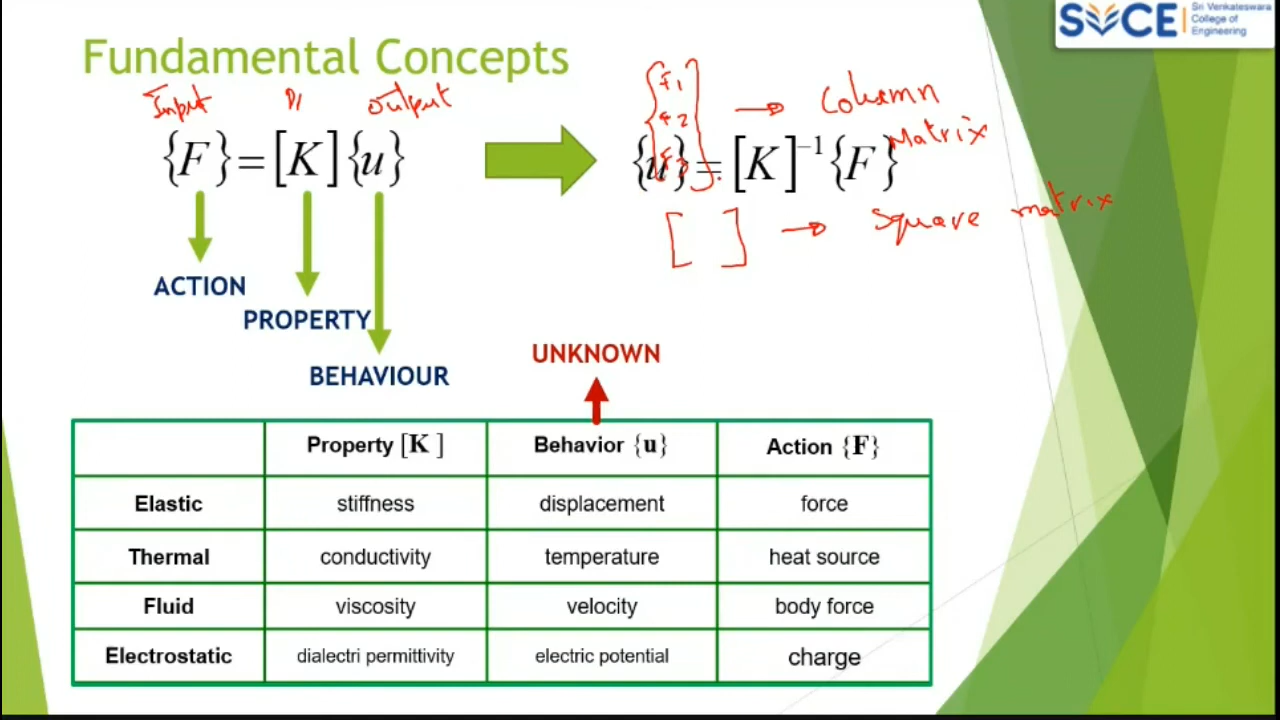 SVCE
Sri Venkateswara
College of
Engineering
Fundamental Concepts
Input
output
{F} = [K]{u}
{u} = [K]⁻¹{F}
{f1
f2
f3}
→ Column
Matrix
[ ] → Square matrix
ACTION
PROPERTY
BEHAVIOUR
UNKNOWN
Property [K] Behavior {u} Action {F}
Elastic stiffness displacement force
Thermal conductivity temperature heat source
Fluid viscosity velocity body force
Electrostatic dialectri permittivity electric potential charge